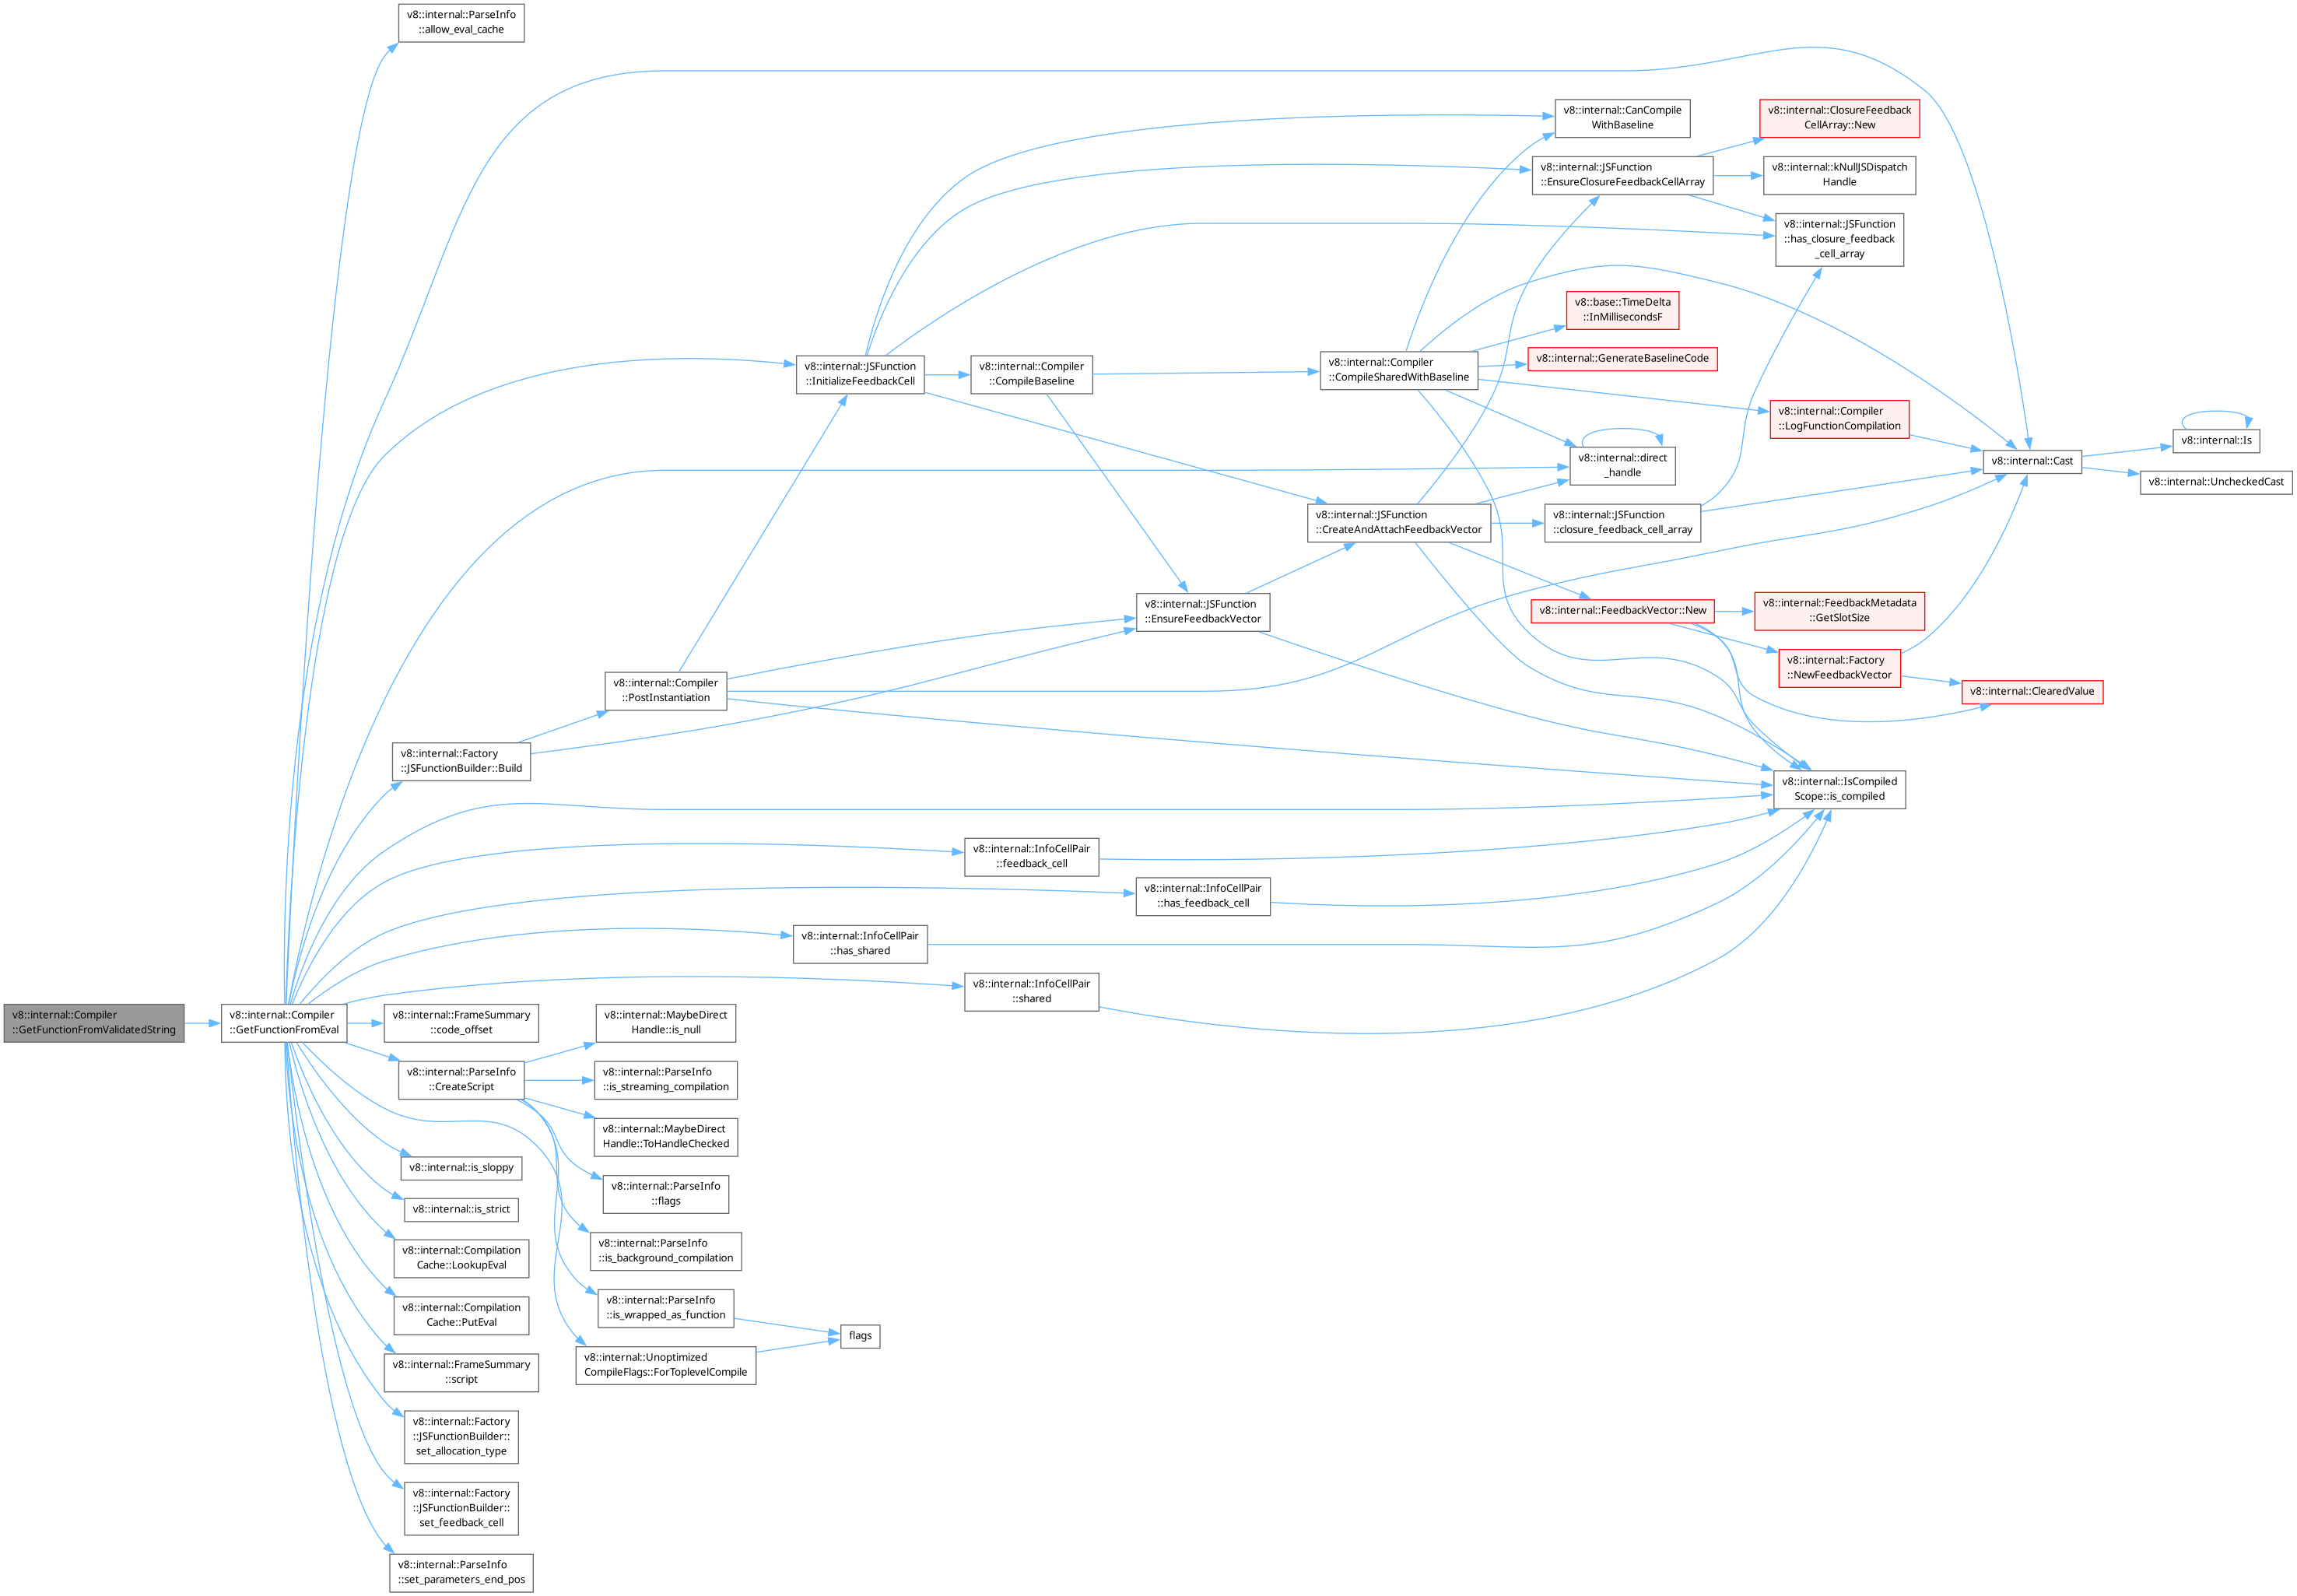 v8::internal::ParseInfo
::allow_eval_cache
v8::internal::CanCompile
WithBaseline
v8::internal::ClosureFeedback
CellArray::New
v8::internal::JSFunction
::EnsureClosureFeedbackCellArray
v8::internal::kNullJSDispatch
Handle
v8::internal::JSFunction
::has_closure_feedback
_cell_array
v8::base::TimeDelta
::InMillisecondsF
v8::internal::GenerateBaselineCode
v8::internal::JSFunction
::InitializeFeedbackCell
v8::internal::Compiler
::CompileBaseline
v8::internal::Compiler
::CompileSharedWithBaseline
v8::internal::Compiler
::LogFunctionCompilation
v8::internal::Is
v8::internal::direct
_handle
v8::internal::Cast
v8::internal::UncheckedCast
v8::internal::JSFunction
::CreateAndAttachFeedbackVector
v8::internal::JSFunction
::closure_feedback_cell_array
v8::internal::JSFunction
::EnsureFeedbackVector
v8::internal::FeedbackVector::New
v8::internal::FeedbackMetadata
::GetSlotSize
v8::internal::Factory
::NewFeedbackVector
v8::internal::ClearedValue
v8::internal::Compiler
::PostInstantiation
v8::internal::Factory
::JSFunctionBuilder::Build
v8::internal::IsCompiled
Scope::is_compiled
v8::internal::InfoCellPair
::feedback_cell
v8::internal::InfoCellPair
::has_feedback_cell
v8::internal::InfoCellPair
::has_shared
v8::internal::InfoCellPair
::shared
v8::internal::Compiler
::GetFunctionFromValidatedString
v8::internal::Compiler
::GetFunctionFromEval
v8::internal::FrameSummary
::code_offset
v8::internal::MaybeDirect
Handle::is_null
v8::internal::ParseInfo
::CreateScript
v8::internal::ParseInfo
::is_streaming_compilation
v8::internal::MaybeDirect
Handle::ToHandleChecked
v8::internal::is_sloppy
v8::internal::ParseInfo
::flags
v8::internal::is_strict
v8::internal::ParseInfo
::is_background_compilation
v8::internal::Compilation
Cache::LookupEval
v8::internal::ParseInfo
::is_wrapped_as_function
v8::internal::Compilation
Cache::PutEval
flags
v8::internal::Unoptimized
CompileFlags::ForToplevelCompile
v8::internal::FrameSummary
::script
v8::internal::Factory
::JSFunctionBuilder::
set_allocation_type
v8::internal::Factory
::JSFunctionBuilder::
set_feedback_cell
v8::internal::ParseInfo
::set_parameters_end_pos